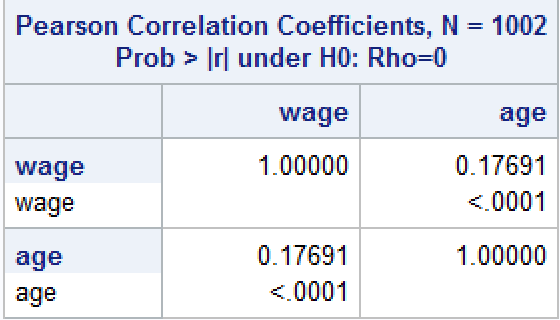 Pearson Correlation Coefficients, N = 1002
Prob > |r| under H0: Rho=0
wage age
wage 1.00000 0.17691
wage <.0001
age 0.17691 1.00000
age <.0001